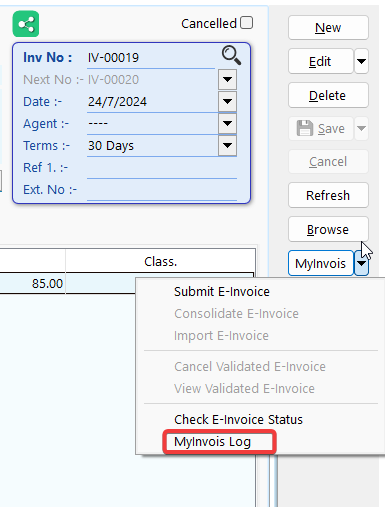 Cancelled
New
Inv No : IV-00019
Next No :- IV-00020
Edit
Date :- 24/7/2024
Delete
Agent :- ----
Save
Terms :- 30 Days
Cancel
Ref 1. :-
Ext. No :-
Refresh
Browse
Class.
MyInvois
85.00
Submit E-Invoice
Consolidate E-Invoice
Import E-Invoice
Cancel Validated E-Invoice
View Validated E-Invoice
Check E-Invoice Status
MyInvois Log